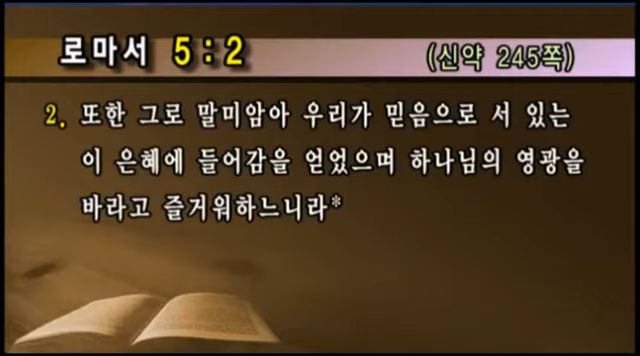 로마서 5:2 (신약 245쪽)
2. 또한 그로 말미암아 우리가 믿음으로 서 있는
이 은혜에 들어감을 얻었으며 하나님의 영광을
바라고 즐거워하느니라*